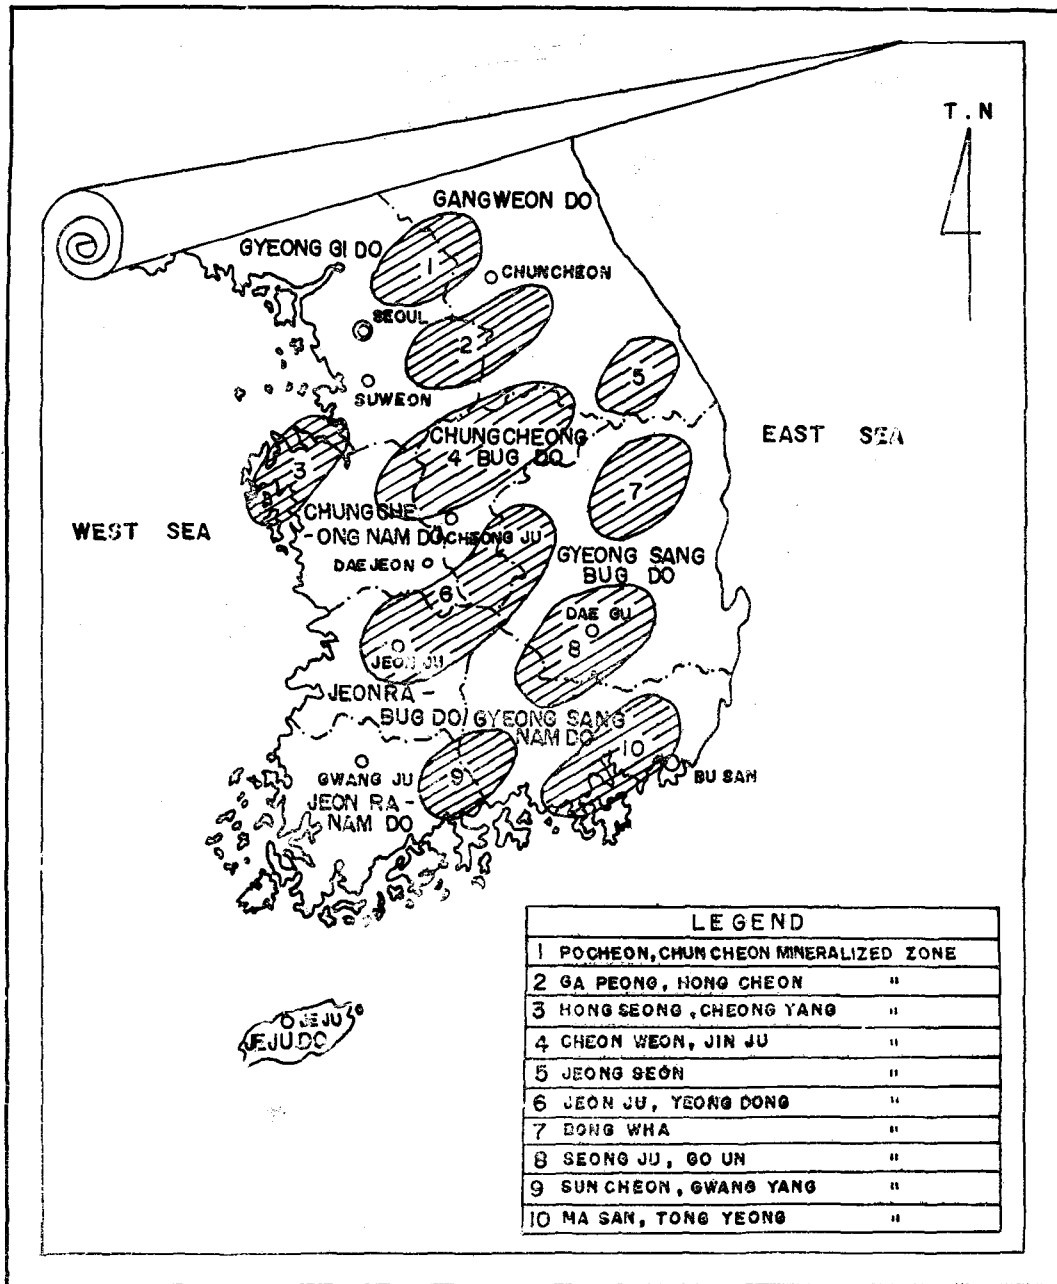 T.N
GANGWEON DO
GYEONG GI DO
1
CHUNCHEON
SEOUL
2
5
SUWEON
EAST SEA
CHUNGCHEONG
4 BUG DO
3
7
WEST SEA
CHUNGCHE
-ONG NAM DO
CHEONG JU
GYEONG SANG
BUG DO
DAEJEON
6
DAE GU
8
JEON JU
JEONRA-
BUG DO
GYEONG SANG
NAM DO
10
GWANG JU
9
BU SAN
JEON RA-
NAM DO
JEJU
JEJU DO
LEGEND
1 POCHEON, CHUN CHEON MINERALIZED ZONE
2 GA PEONG, HONG CHEON "
3 HONG SEONG, CHEONG YANG "
4 CHEON WEON, JIN JU "
5 JEONG SEON "
6 JEON JU, YEONG DONG "
7 BONG WHA "
8 SEONG JU, GO UN "
9 SUN CHEON, GWANG YANG "
10 MA SAN, TONG YEONG "